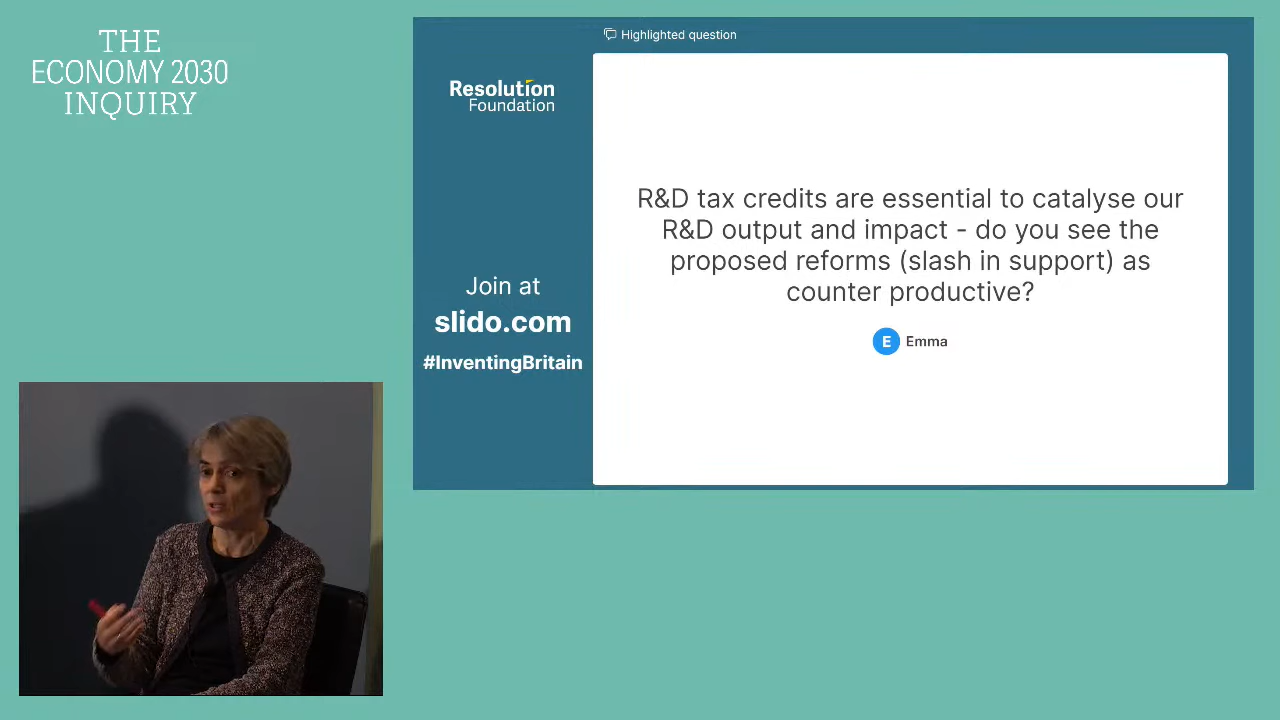 THE
ECONOMY 2030
INQUIRY
Highlighted question
Resolution
Foundation
Join at
slido.com
#InventingBritain
R&D tax credits are essential to catalyse our
R&D output and impact - do you see the
proposed reforms (slash in support) as
counter productive?
E Emma